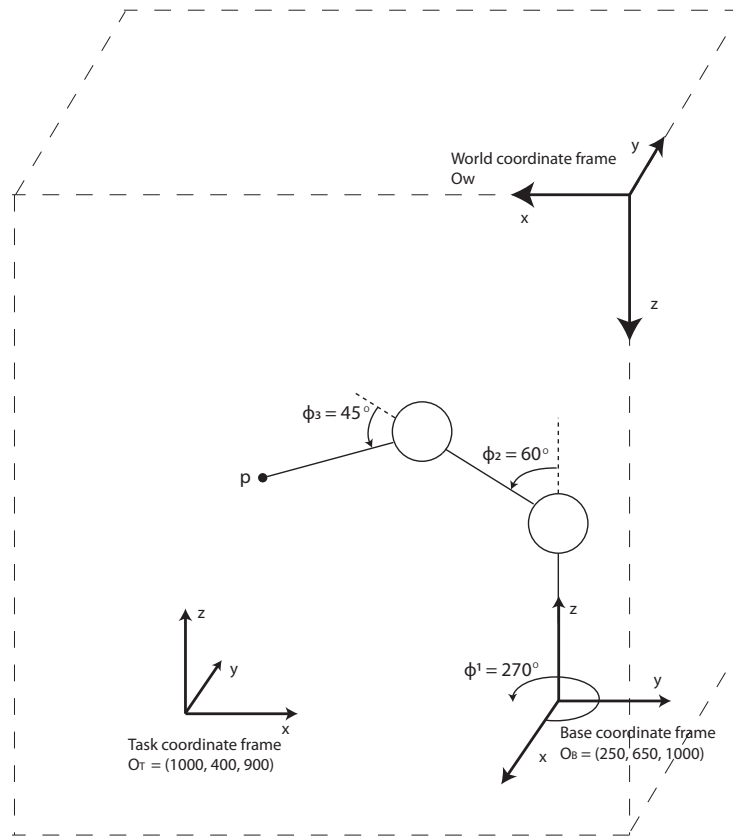 y
World coordinate frame
Ow
x
z
ϕ3 = 45°
ϕ2 = 60°
p
z
z
ϕ¹ = 270°
y
y
x
Task coordinate frame
OT = (1000, 400, 900)
x
Base coordinate frame
OB = (250, 650, 1000)